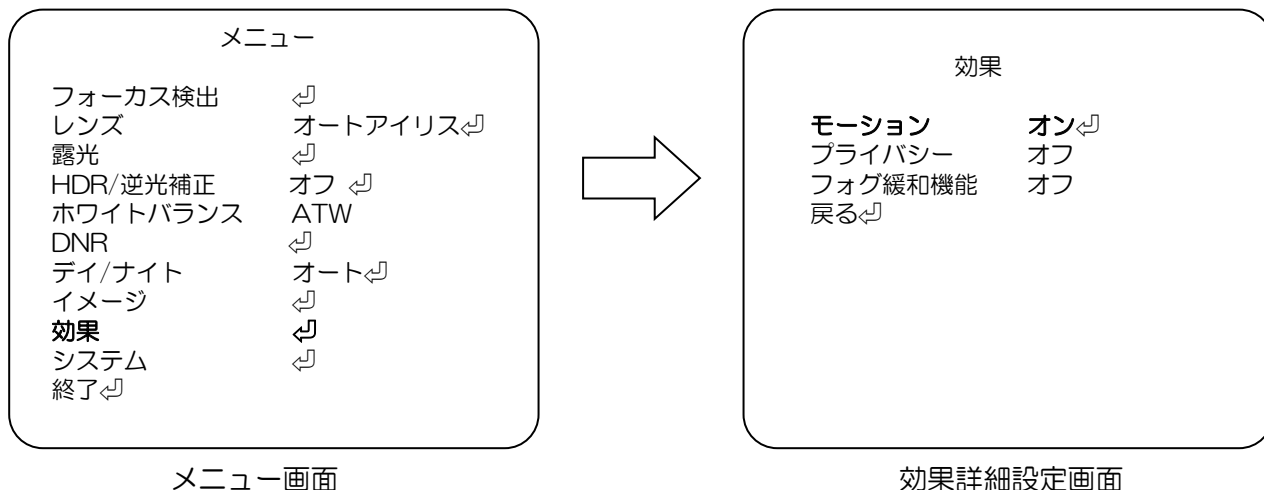 メニュー
フォーカス検出 ⏎
レンズ オートアイリス⏎
露光 ⏎
HDR/逆光補正 オフ ⏎
ホワイトバランス ATW
DNR ⏎
デイ/ナイト オート⏎
イメージ ⏎
効果 ⏎
システム ⏎
終了⏎
メニュー画面
効果
モーション オン⏎
プライバシー オフ
フォグ緩和機能 オフ
戻る⏎
効果詳細設定画面